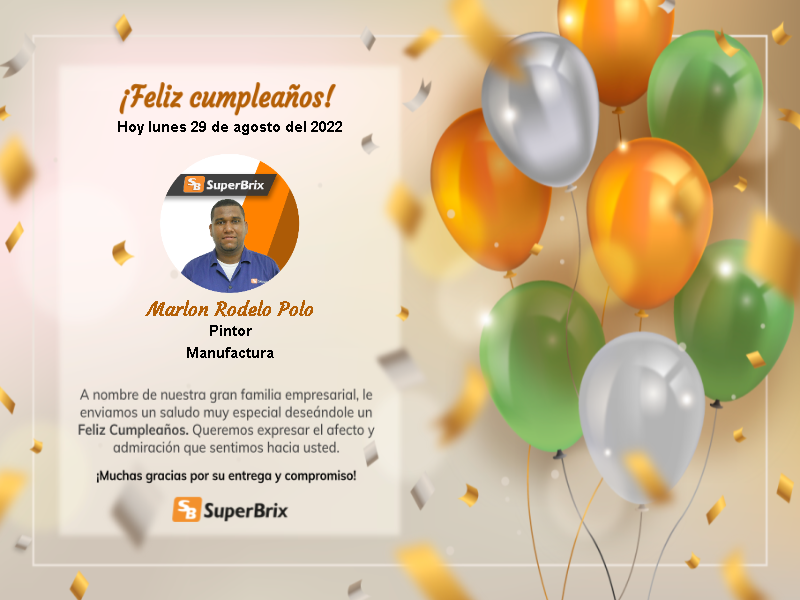 ¡Feliz cumpleaños!
Hoy lunes 29 de agosto del 2022
SB SuperBrix
Marlon Rodelo Polo
Pintor
Manufactura
A nombre de nuestra gran familia empresarial, le
enviamos un saludo muy especial deseándole un
Feliz Cumpleaños. Queremos expresar el afecto y
admiración que sentimos hacia usted.
¡Muchas gracias por su entrega y compromiso!
SB SuperBrix